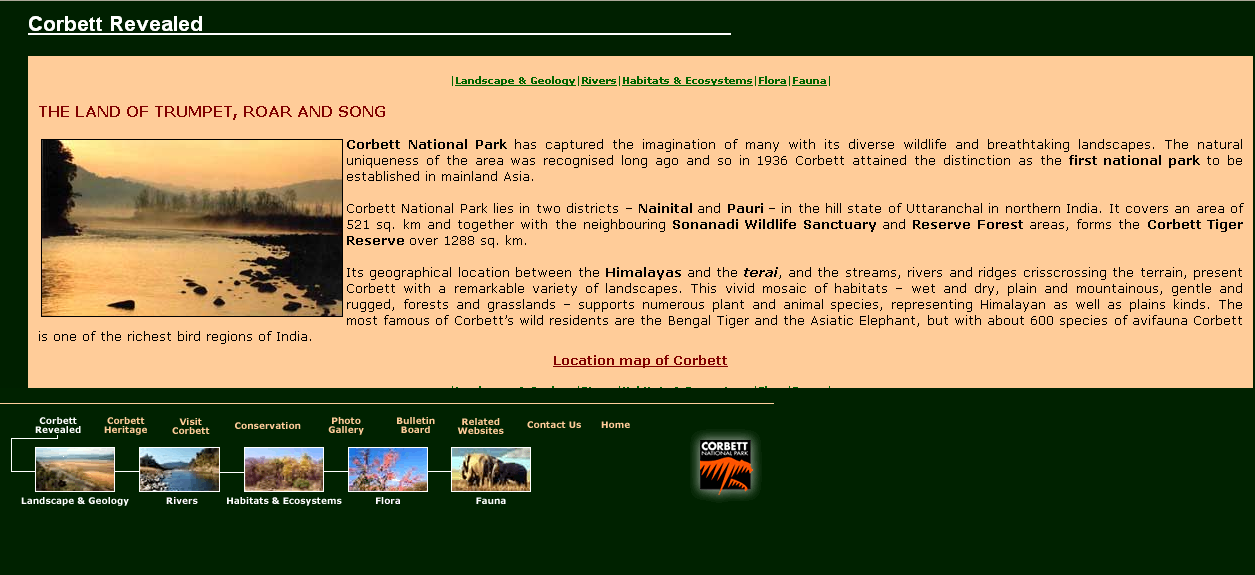 Corbett Revealed
|Landscape & Geology|Rivers|Habitats & Ecosystems|Flora|Fauna|
THE LAND OF TRUMPET, ROAR AND SONG
Corbett National Park has captured the imagination of many with its diverse wildlife and breathtaking landscapes. The natural
uniqueness of the area was recognised long ago and so in 1936 Corbett attained the distinction as the first national park to be
established in mainland Asia.
Corbett National Park lies in two districts – Nainital and Pauri – in the hill state of Uttaranchal in northern India. It covers an area of
521 sq. km and together with the neighbouring Sonanadi Wildlife Sanctuary and Reserve Forest areas, forms the Corbett Tiger
Reserve over 1288 sq. km.
Its geographical location between the Himalayas and the terai, and the streams, rivers and ridges crisscrossing the terrain, present
Corbett with a remarkable variety of landscapes. This vivid mosaic of habitats – wet and dry, plain and mountainous, gentle and
rugged, forests and grasslands – supports numerous plant and animal species, representing Himalayan as well as plains kinds. The
most famous of Corbett's wild residents are the Bengal Tiger and the Asiatic Elephant, but with about 600 species of avifauna Corbett
is one of the richest bird regions of India.
Location map of Corbett
Corbett Revealed
Corbett Heritage
Visit Corbett
Conservation
Photo Gallery
Bulletin Board
Related Websites
Contact Us
Home
Landscape & Geology
Rivers
Habitats & Ecosystems
Flora
Fauna
CORBETT
NATIONAL PARK